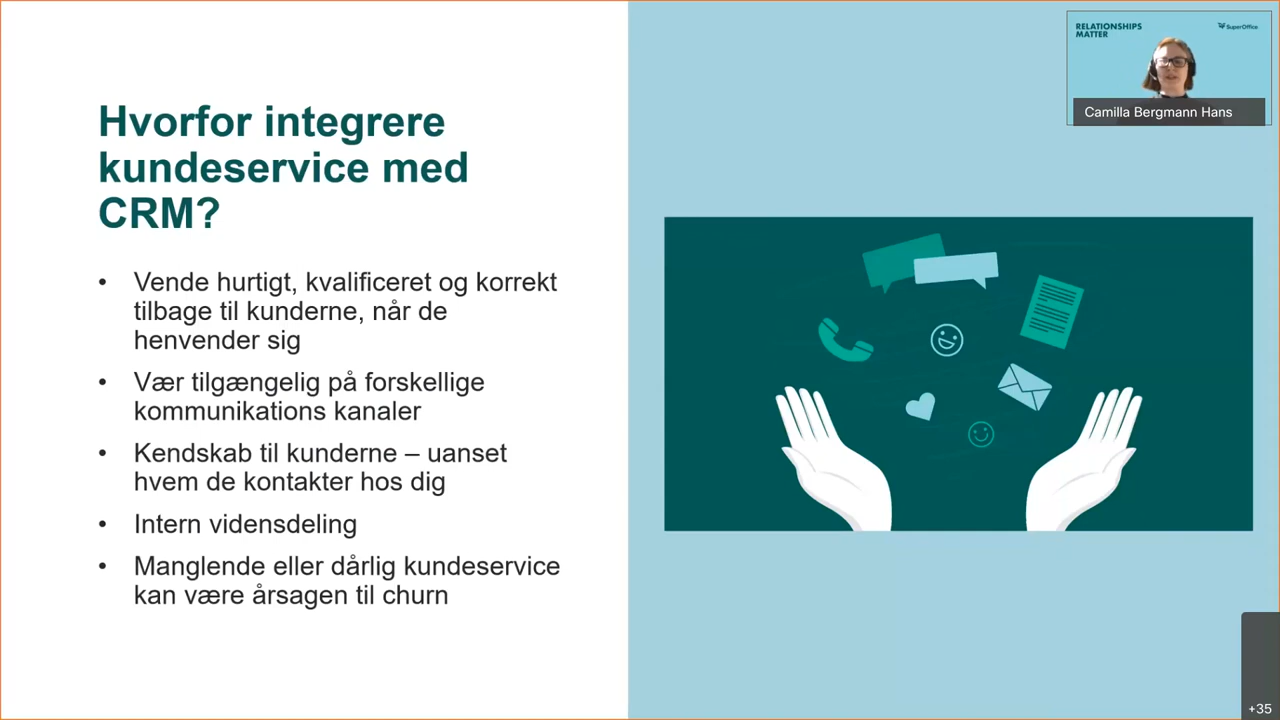 Hvorfor integrere
kundeservice med
CRM?
• Vende hurtigt, kvalificeret og korrekt
tilbage til kunderne, når de
henvender sig
• Vær tilgængelig på forskellige
kommunikations kanaler
• Kendskab til kunderne – uanset
hvem de kontakter hos dig
• Intern vidensdeling
• Manglende eller dårlig kundeservice
kan være årsagen til churn
RELATIONSHIPS
MATTER
SuperOffice
Camilla Bergmann Hans
+35